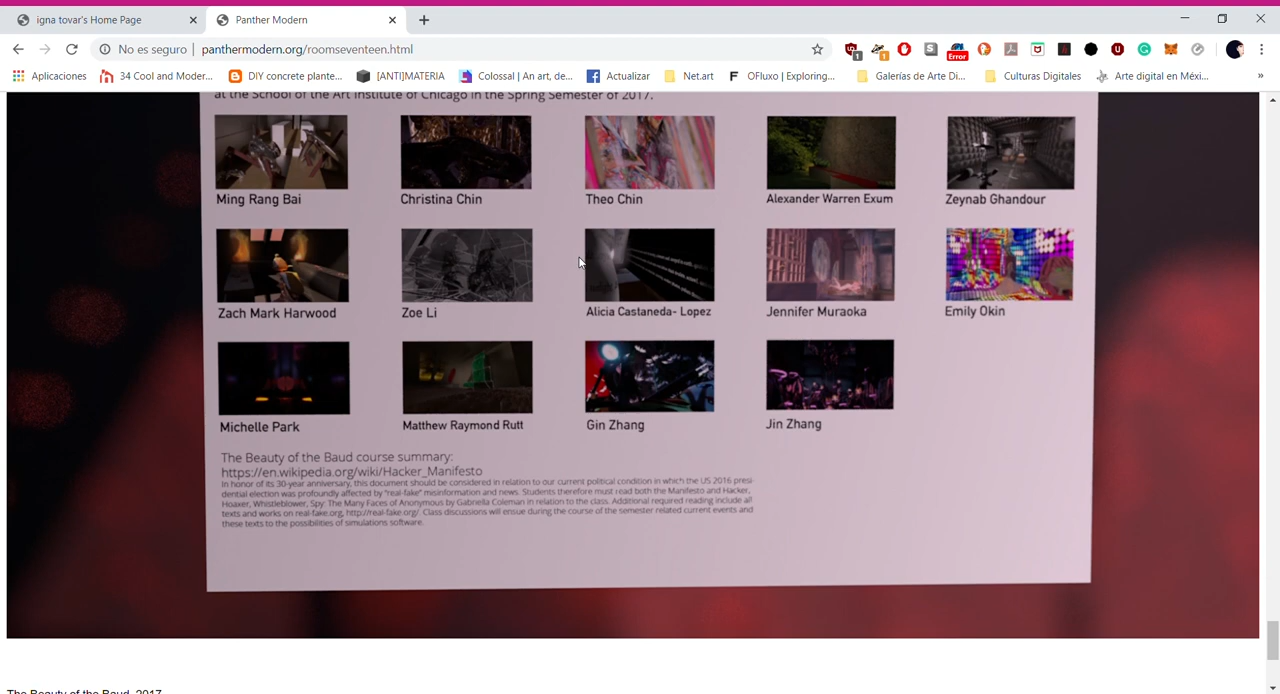 igna tovar's Home Page
Panther Modern
No es seguro
panthermodern.org/roomseventeen.html
1
1
Error
Aplicaciones
34 Cool and Moder...
DIY concrete plante...
[ANTI]MATERIA
Colossal | An art, de...
Actualizar
Net.art
OFluxo | Exploring...
Galerías de Arte Di...
Culturas Digitales
Arte digital en Méxi...
»
at the School of the Art Institute of Chicago in the Spring Semester of 2017.
Ming Rang Bai
Christina Chin
Theo Chin
Alexander Warren Exum
Zeynab Ghandour
Zach Mark Harwood
Zoe Li
Alicia Castaneda- Lopez
Jennifer Muraoka
Emily Okin
Michelle Park
Matthew Raymond Rutt
Gin Zhang
Jin Zhang
The Beauty of the Baud course summary:
https://en.wikipedia.org/wiki/Hacker_Manifesto
In honor of its 30-year anniversary, this document should be considered in relation to our current political condition in which the US 2016 presi-
dential election was profoundly affected by "real-fake" misinformation and news. Students therefore must read both the Manifesto and Hacker,
Hoaxer, Whistleblower, Spy: The Many Faces of Anonymous by Gabriella Coleman in relation to the class. Additional required reading include all
texts and works on real-fake.org, http://real-fake.org/. Class discussions will ensue during the course of the semester related current events and
these texts to the possibilities of simulations software.
The Beauty of the Baud, 2017